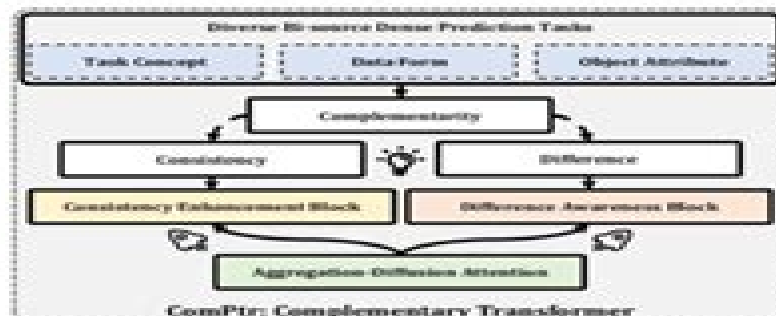 Diverse Bi-source Dense Prediction Tasks
Task Concept Data Form Object Attribute
Complementarity
Consistency Difference
Consistency Enhancement Block Difference Awareness Block
Aggregation-Diffusion Attention
ComPtr: Complementary Transformer